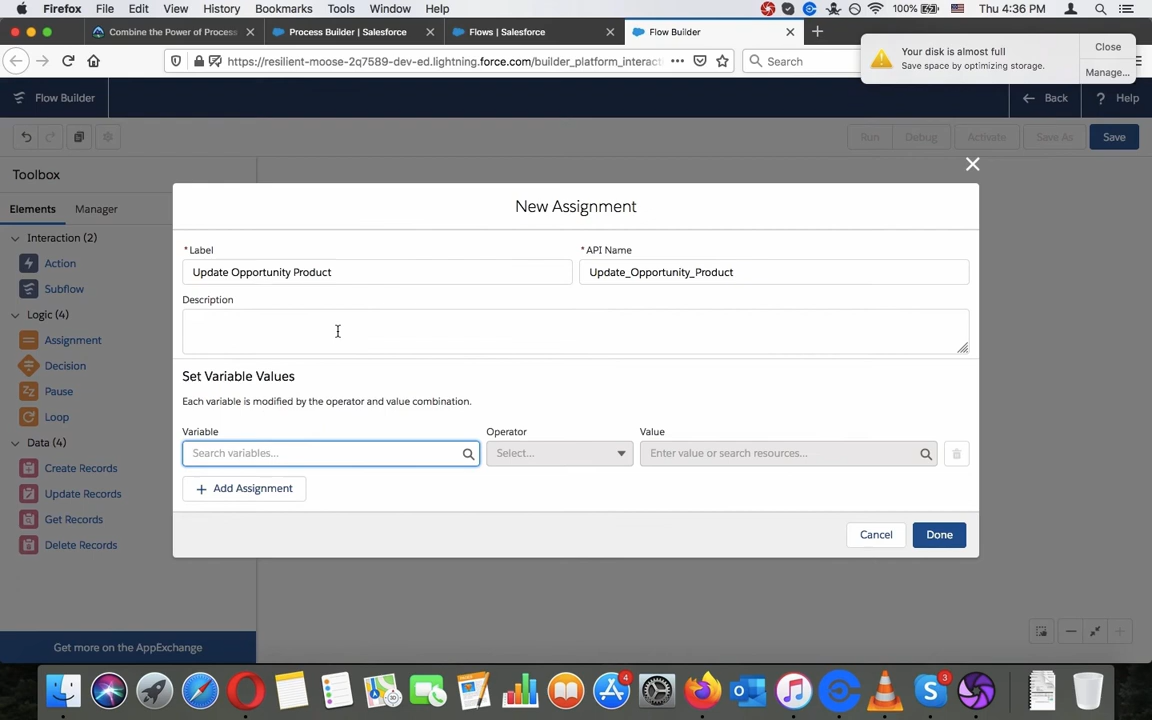 Firefox File Edit View History Bookmarks Tools Window Help 100% Thu 4:36 PM
Combine the Power of Process Process Builder | Salesforce Flows | Salesforce Flow Builder
https://resilient-moose-2q7589-dev-ed.lightning.force.com/builder_platform_interact Search
Your disk is almost full
Save space by optimizing storage.
Close
Manage...
Flow Builder Back ? Help
Run Debug Activate Save As Save
Toolbox
Elements Manager
Interaction (2)
Action
Subflow
Logic (4)
Assignment
Decision
Pause
Loop
Data (4)
Create Records
Update Records
Get Records
Delete Records
Get more on the AppExchange
New Assignment
* Label * API Name
Update Opportunity Product Update_Opportunity_Product
Description
Set Variable Values
Each variable is modified by the operator and value combination.
Variable Operator Value
Search variables... Select... Enter value or search resources...
+ Add Assignment
Cancel Done
4 3